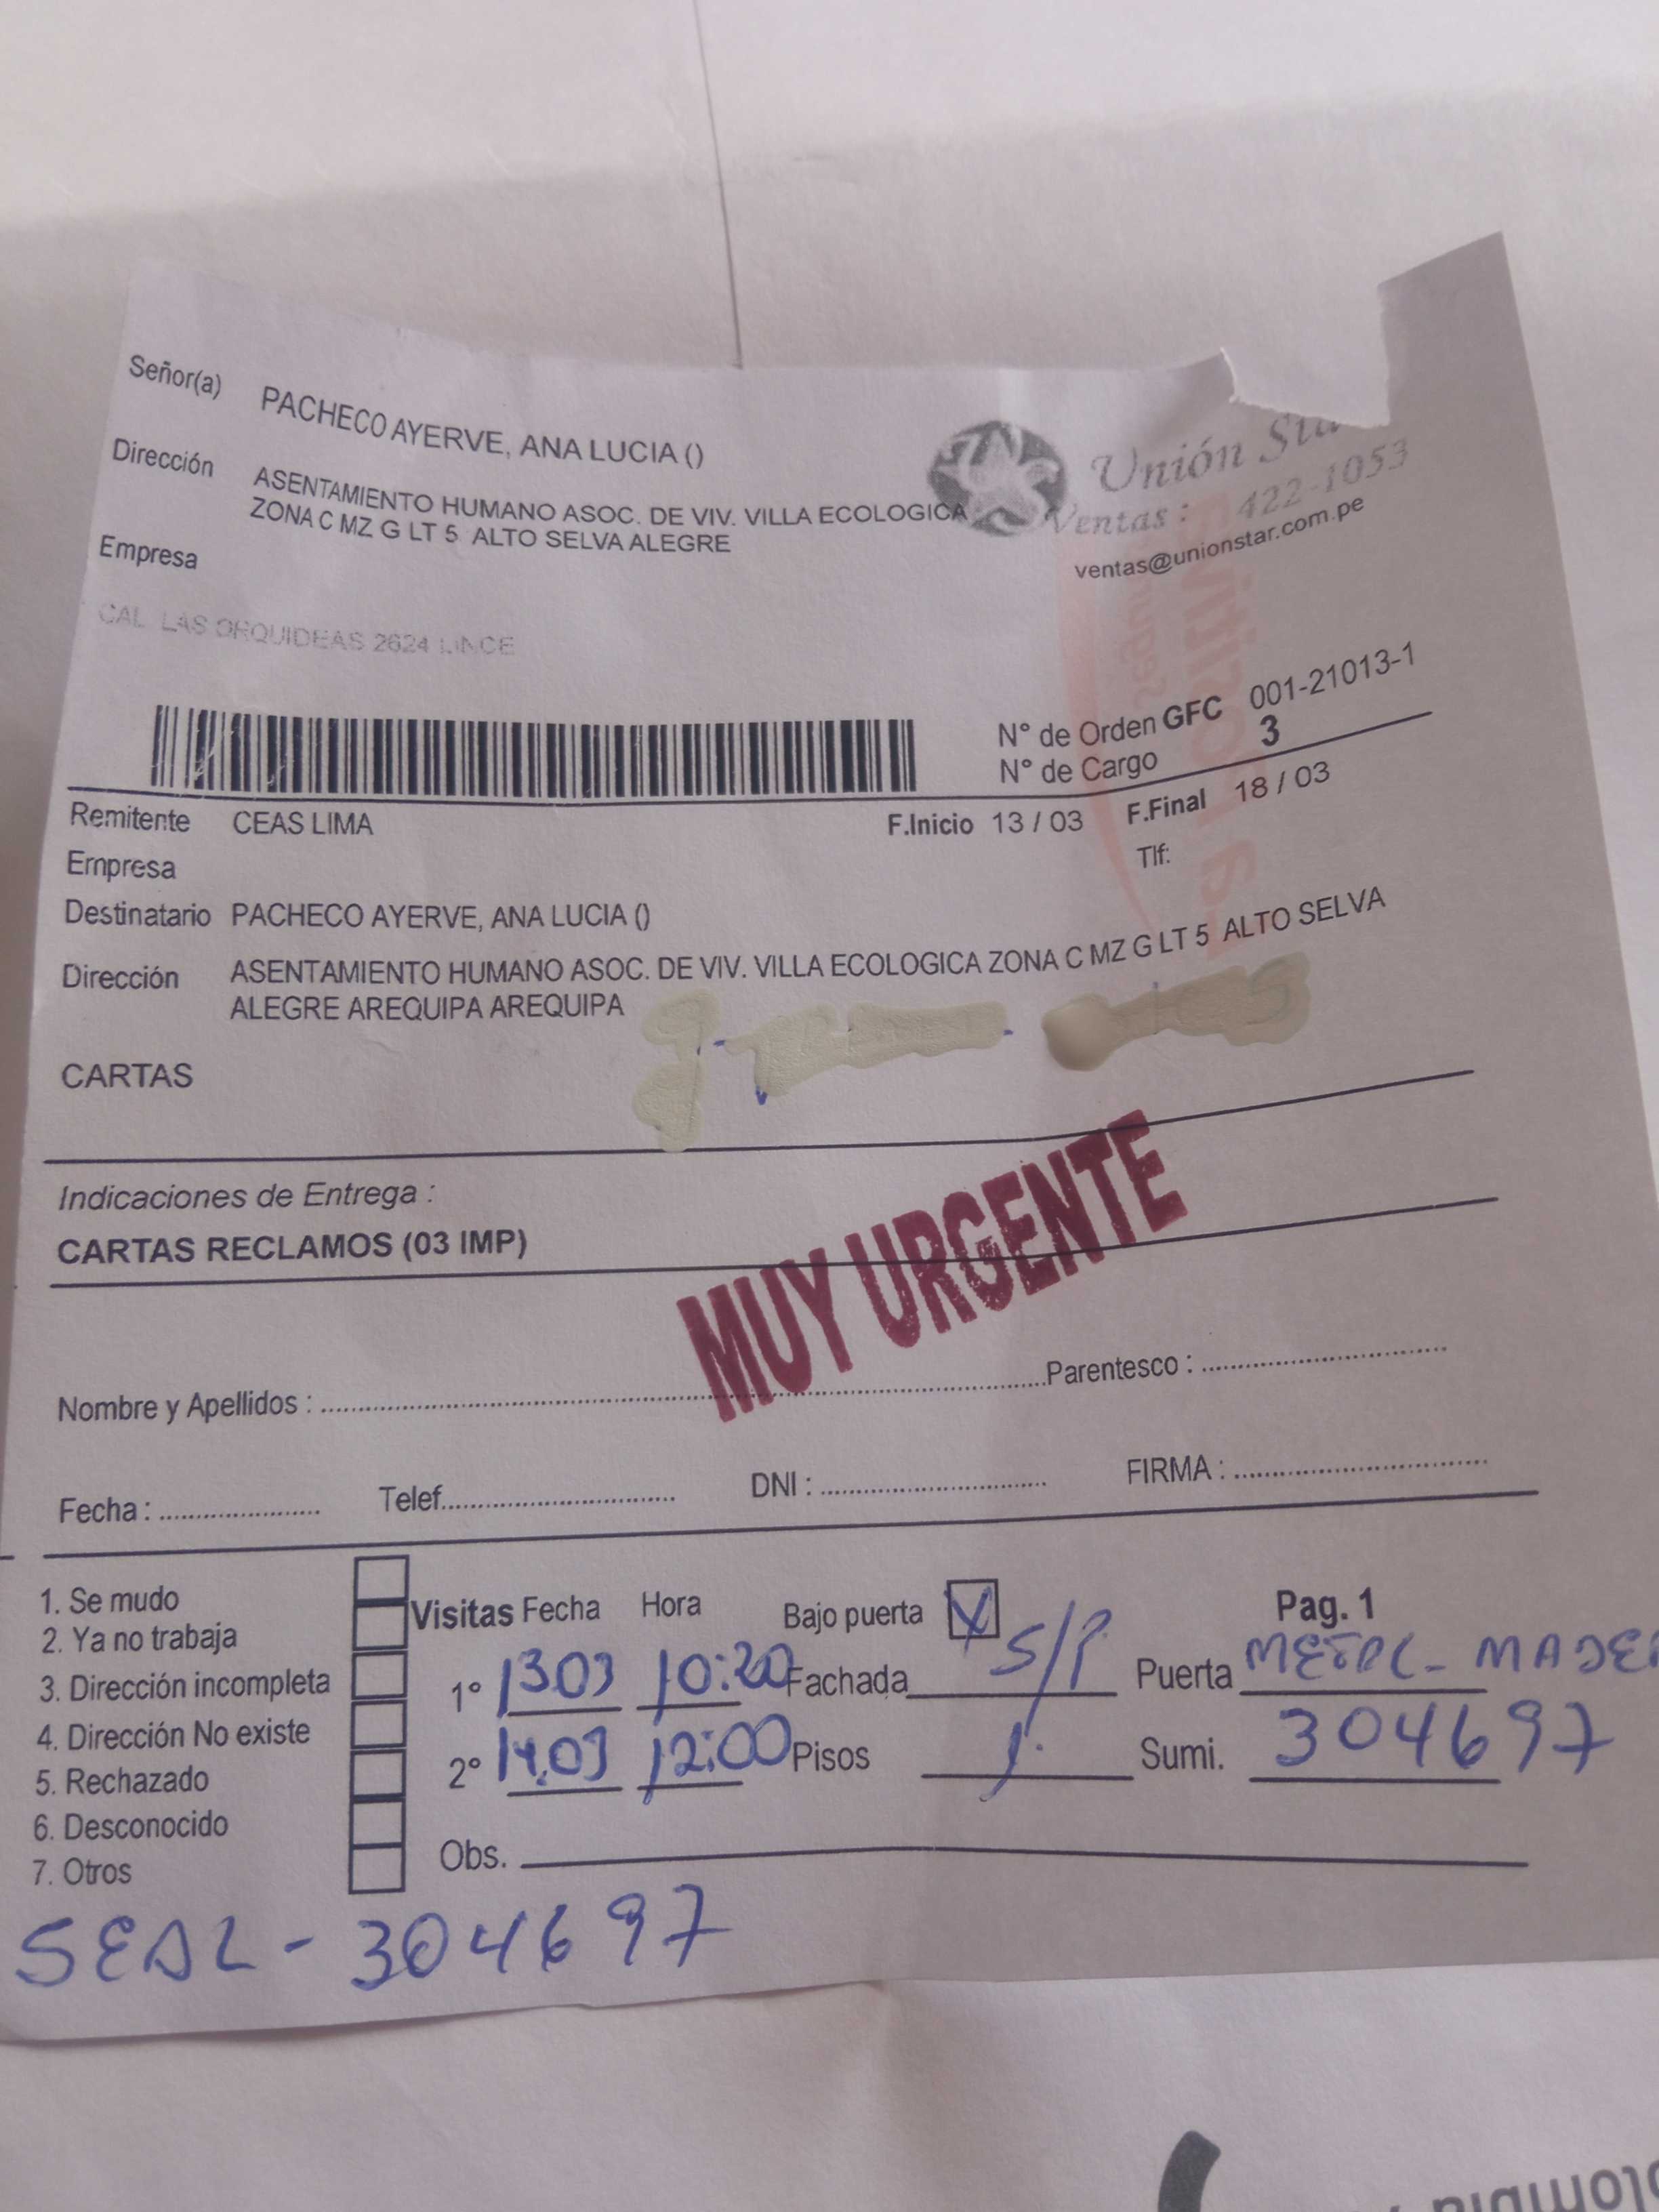 Señor(a) PACHECO AYERVE, ANA LUCIA ()
Dirección ASENTAMIENTO HUMANO ASOC. DE VIV. VILLA ECOLOGICA
ZONA C MZ G LT 5 ALTO SELVA ALEGRE
Unión
Ventas: 422-1053
ventas@unionstar.com.pe
Empresa
CAL LAS ORQUIDEAS 2624 LINCE
N° de Orden GFC 001-21013-1
N° de Cargo 3
Remitente CEAS LIMA F.Inicio 13 / 03 F.Final 18 / 03
Empresa Tlf:
Destinatario PACHECO AYERVE, ANA LUCIA ()
Dirección ASENTAMIENTO HUMANO ASOC. DE VIV. VILLA ECOLOGICA ZONA C MZ G LT 5 ALTO SELVA
ALEGRE AREQUIPA AREQUIPA
CARTAS
Indicaciones de Entrega :
CARTAS RECLAMOS (03 IMP)
MUY URGENTE
Nombre y Apellidos : Parentesco :
Fecha : Telef. DNI : FIRMA :
1. Se mudo
2. Ya no trabaja
3. Dirección incompleta
4. Dirección No existe
5. Rechazado
6. Desconocido
7. Otros
Visitas Fecha Hora Bajo puerta X Pag. 1
1° 13.03 10:20 Fachada S/P Puerta METAL - MADE
2° 14.03 12:00 Pisos 1. Sumi. 304697
Obs.
SEAL - 304697